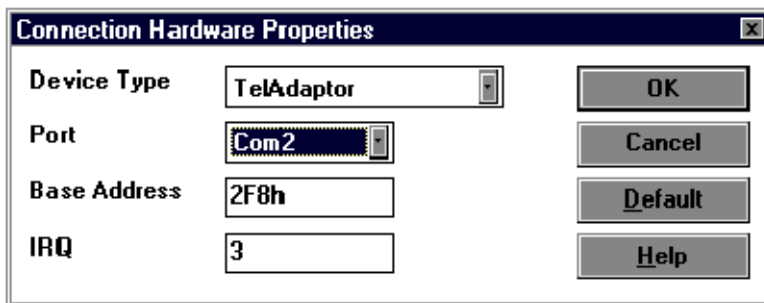 Connection Hardware Properties
Device Type
TelAdaptor
OK
Port
Com2
Cancel
Base Address
2F8h
Default
IRQ
3
Help